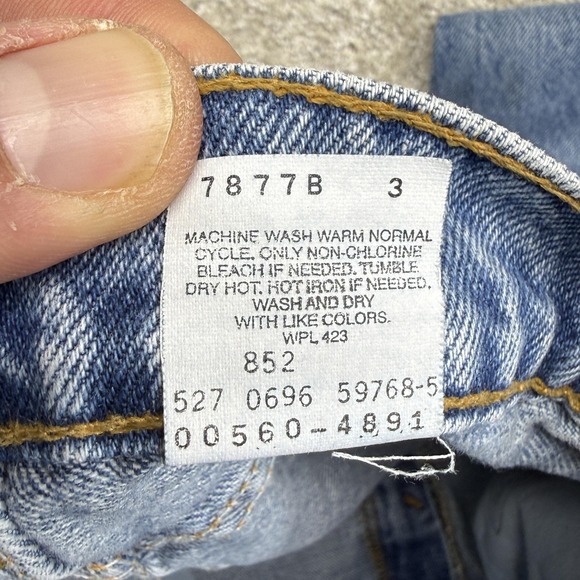 7877B 3
MACHINE WASH WARM NORMAL
CYCLE. ONLY NON-CHLORINE
BLEACH IF NEEDED. TUMBLE
DRY HOT. HOT IRON IF NEEDED.
WASH AND DRY
WITH LIKE COLORS.
WPL 423
852
527 0696 59768-5
00560-4891